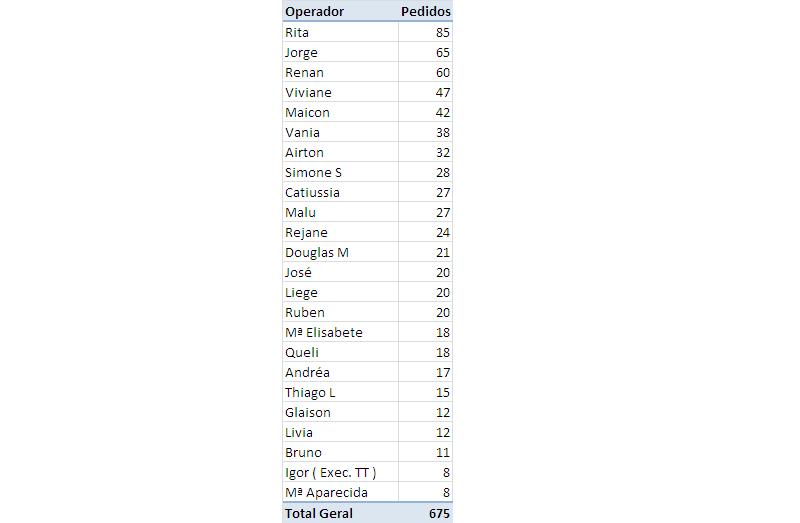 Operador Pedidos
Rita 85
Jorge 65
Renan 60
Viviane 47
Maicon 42
Vania 38
Airton 32
Simone S 28
Catiussia 27
Malu 27
Rejane 24
Douglas M 21
José 20
Liege 20
Ruben 20
Mª Elisabete 18
Queli 18
Andréa 17
Thiago L 15
Glaison 12
Livia 12
Bruno 11
Igor ( Exec. TT ) 8
Mª Aparecida 8
Total Geral 675